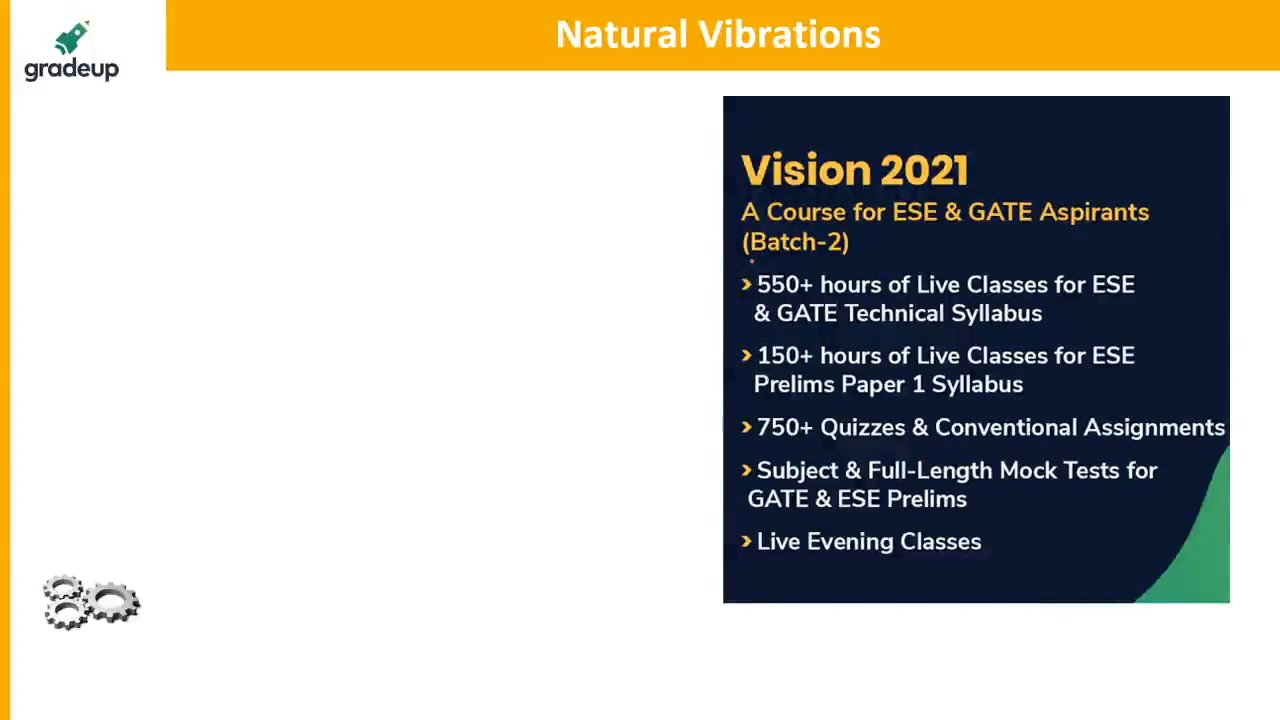 gradeup
Natural Vibrations
Vision 2021
A Course for ESE & GATE Aspirants
(Batch-2)
› 550+ hours of Live Classes for ESE
& GATE Technical Syllabus
› 150+ hours of Live Classes for ESE
Prelims Paper 1 Syllabus
› 750+ Quizzes & Conventional Assignments
› Subject & Full-Length Mock Tests for
GATE & ESE Prelims
› Live Evening Classes